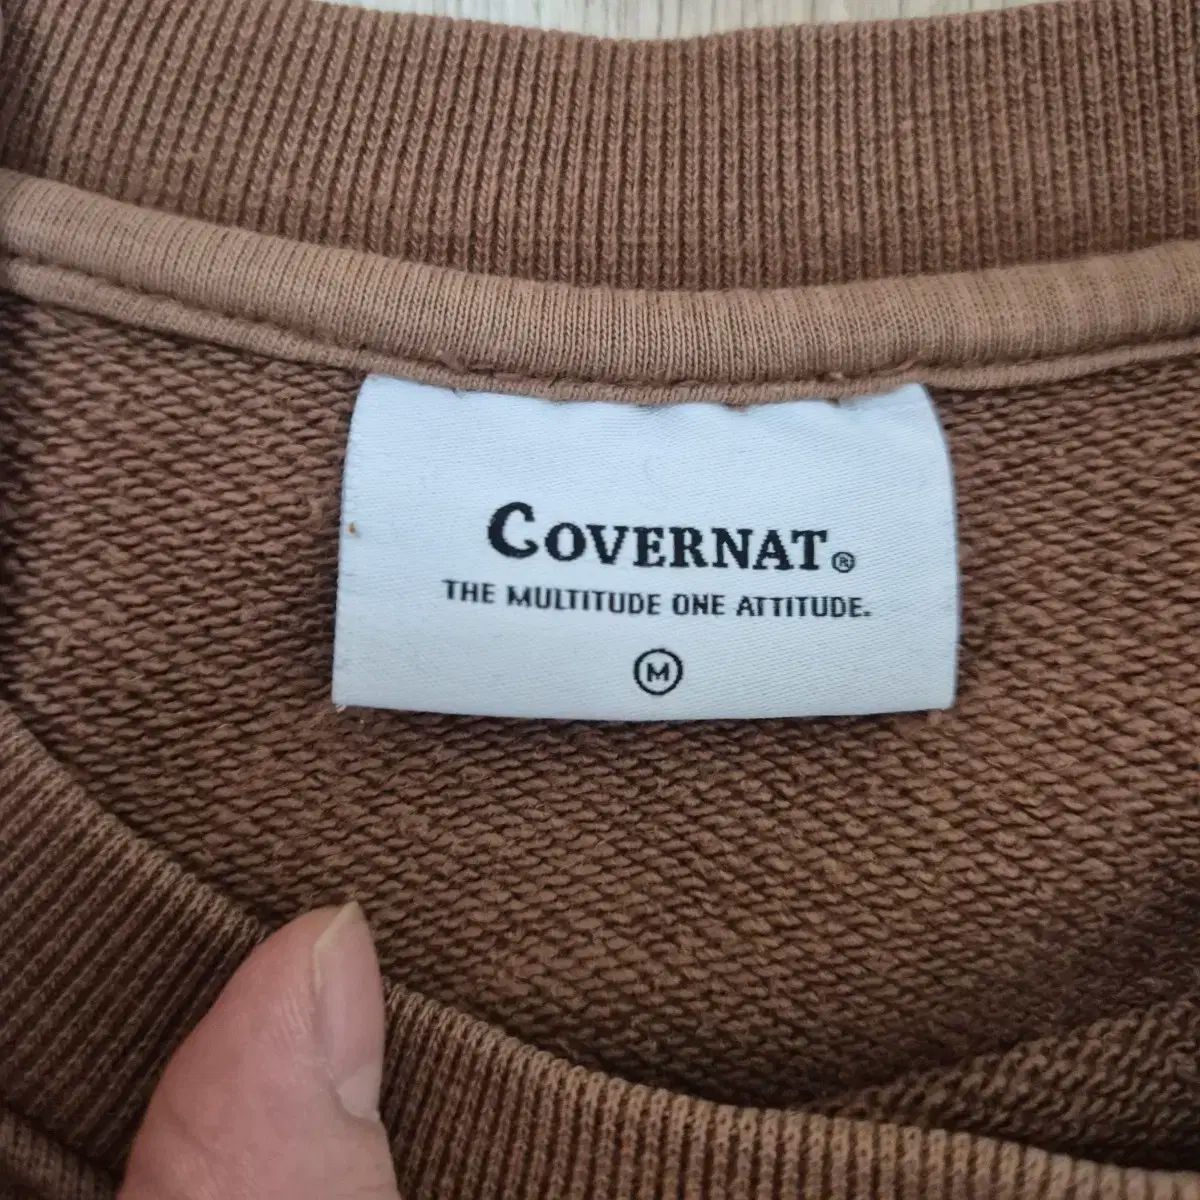 COVERNAT®
THE MULTITUDE ONE ATTITUDE.
M